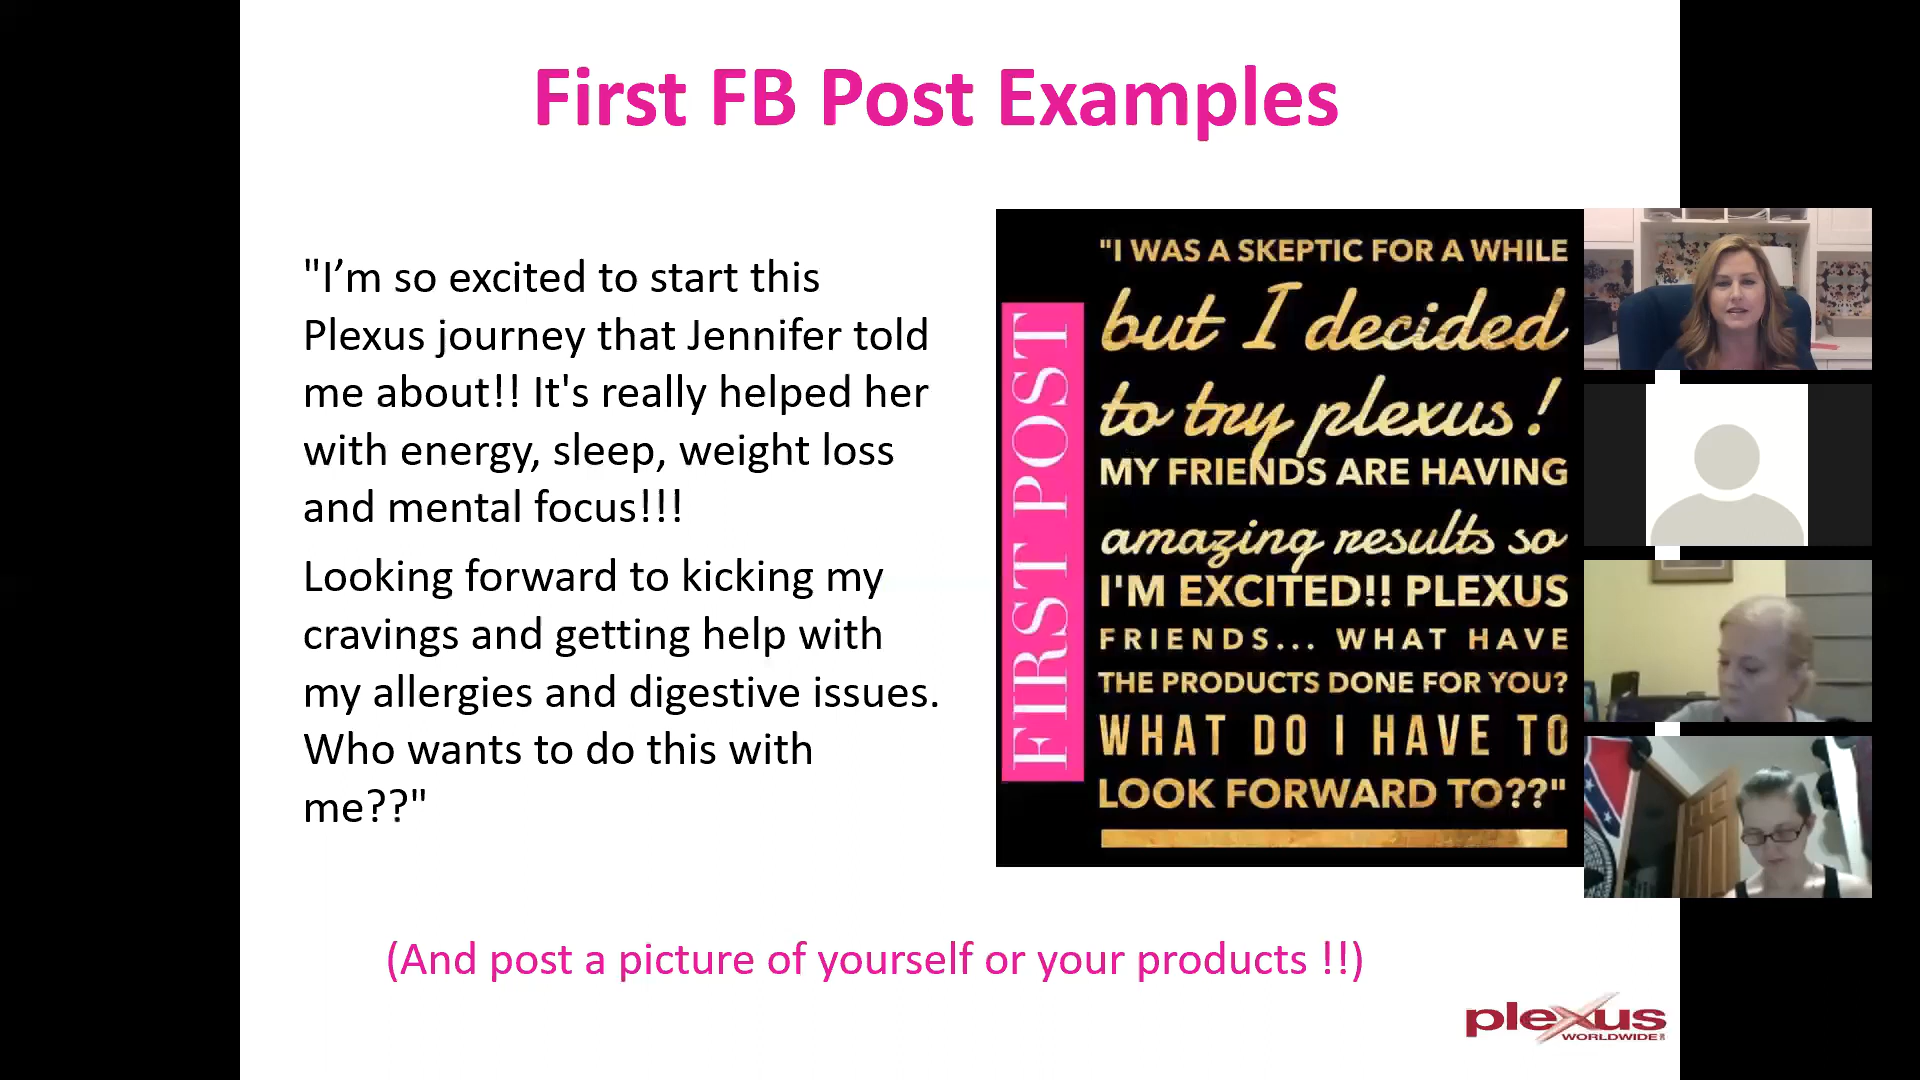 First FB Post Examples
"I’m so excited to start this
Plexus journey that Jennifer told
me about!! It's really helped her
with energy, sleep, weight loss
and mental focus!!!
Looking forward to kicking my
cravings and getting help with
my allergies and digestive issues.
Who wants to do this with
me??"
FIRST POST
"I WAS A SKEPTIC FOR A WHILE
but I decided
to try plexus!
MY FRIENDS ARE HAVING
amazing results so
I'M EXCITED!! PLEXUS
FRIENDS... WHAT HAVE
THE PRODUCTS DONE FOR YOU?
WHAT DO I HAVE TO
LOOK FORWARD TO??"
(And post a picture of yourself or your products !!)
plexus
WORLDWIDE